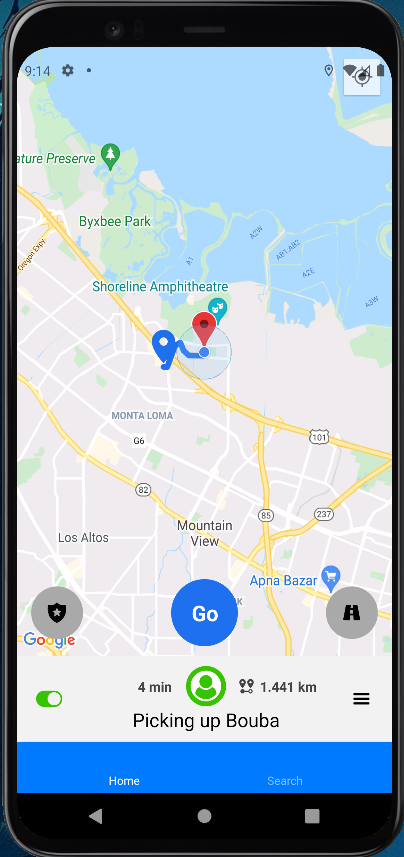 9:14
ature Preserve
Byxbee Park
Oregon Expy
A2W
A1
AB1,AB2
A2E
A3W
Shoreline Amphitheatre
MONTA LOMA
G6
101
82
85
237
Mountain
View
Los Altos
Apna Bazar
Go
K
Google
4 min
1.441 km
Picking up Bouba
Home
Search